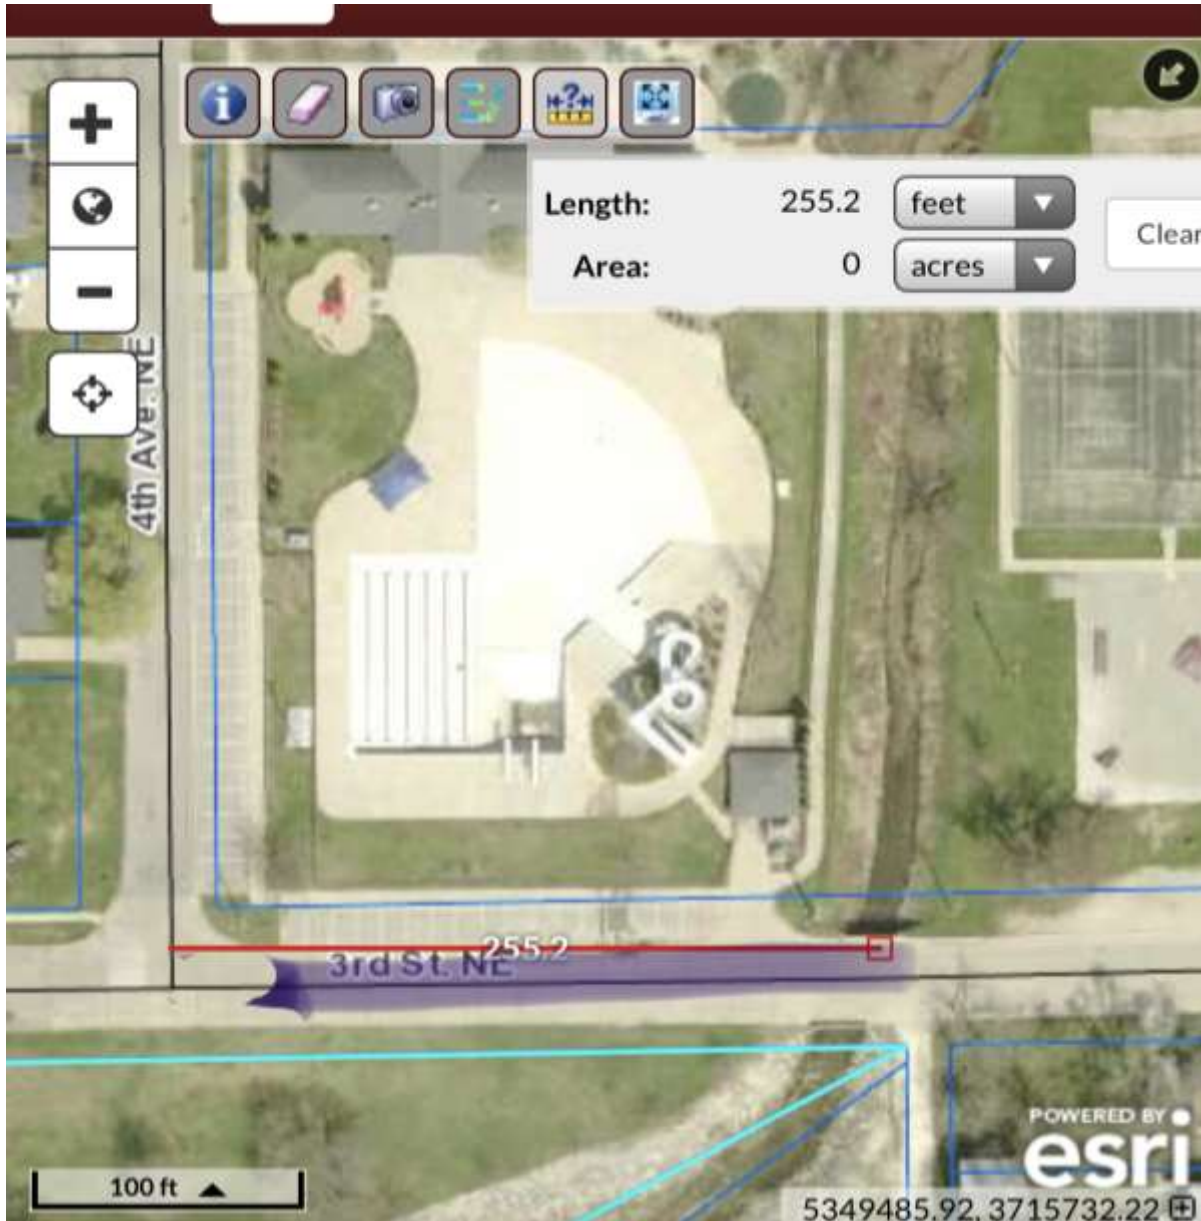 Length: 255.2 feet
Area: 0 acres
Clear
4th Ave. NE
255.2
3rd St. NE
POWERED BY
esri
100 ft
5349485.92, 3715732.22